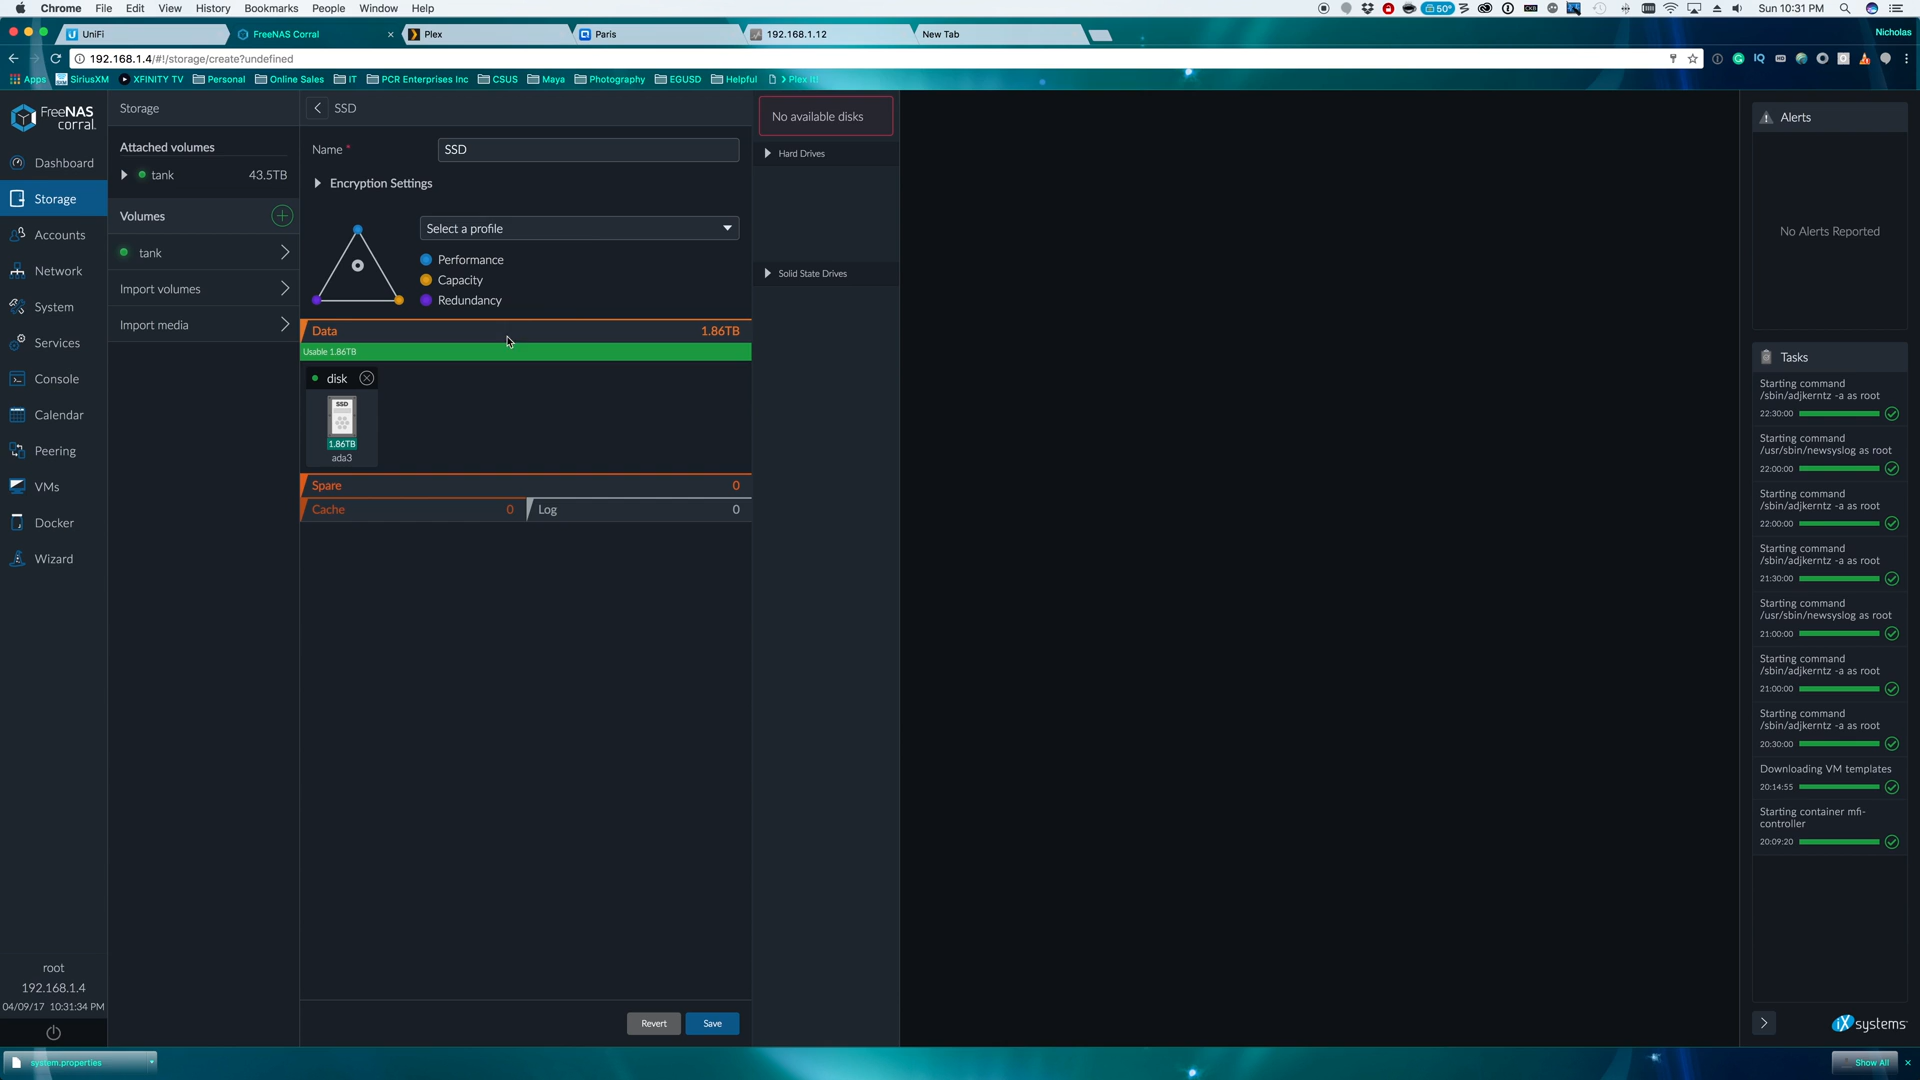 Chrome File Edit View History Bookmarks People Window Help
50° Sun 10:31 PM
UniFi FreeNAS Corral Plex Paris 192.168.1.12 New Tab Nicholas
192.168.1.4/#!/storage/create?undefined
Apps SiriusXM XFINITY TV Personal Online Sales IT PCR Enterprises Inc CSUS Maya Photography EGUSD Helpful > Plex It!
FreeNAS corral.
Dashboard
Storage
Accounts
Network
System
Services
Console
Calendar
Peering
VMs
Docker
Wizard
root
192.168.1.4
04/09/17 10:31:34 PM
Storage
Attached volumes
tank 43.5TB
Volumes
tank
Import volumes
Import media
SSD
Name * SSD
Encryption Settings
Select a profile
Performance
Capacity
Redundancy
Data 1.86TB
Usable 1.86TB
disk
SSD
1.86TB
ada3
Spare 0
Cache 0 Log 0
Revert Save
No available disks
Hard Drives
Solid State Drives
Alerts
No Alerts Reported
Tasks
Starting command
/sbin/adjkerntz -a as root
22:30:00
Starting command
/usr/sbin/newsyslog as root
22:00:00
Starting command
/sbin/adjkerntz -a as root
22:00:00
Starting command
/sbin/adjkerntz -a as root
21:30:00
Starting command
/usr/sbin/newsyslog as root
21:00:00
Starting command
/sbin/adjkerntz -a as root
21:00:00
Starting command
/sbin/adjkerntz -a as root
20:30:00
Downloading VM templates
20:14:55
Starting container mfi-
controller
20:09:20
iXsystems
system.properties
Show All